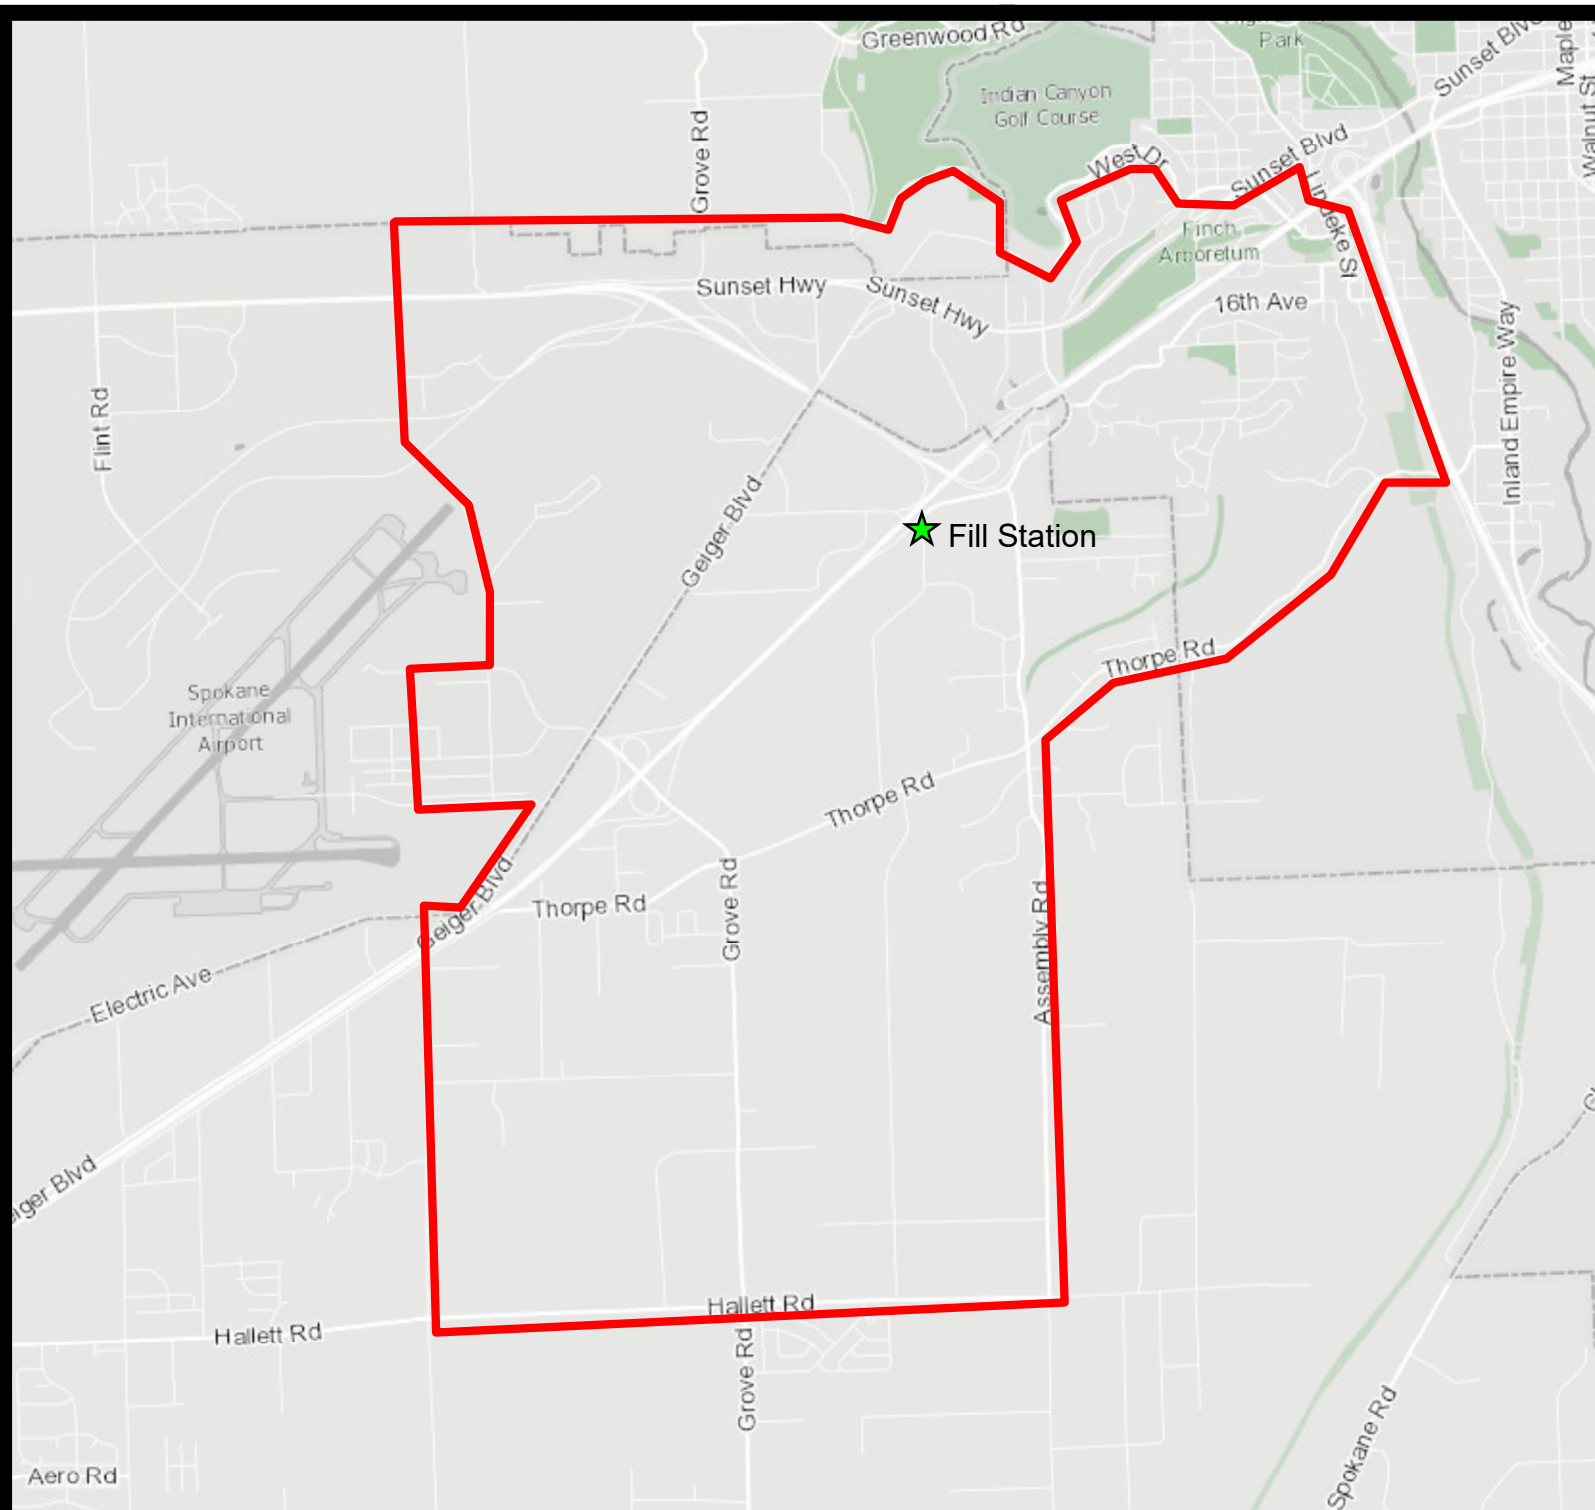 Greenwood Rd
Park
Sunset Blvd
Maple
Walnut St
Indian Canyon
Golf Course
Grove Rd
West Dr
Sunset Blvd
Lindeke St
Finch
Arboretum
Sunset Hwy
Sunset Hwy
16th Ave
Inland Empire Way
Flint Rd
Geiger Blvd
Fill Station
Thorpe Rd
Spokane
International
Airport
Thorpe Rd
Geiger Blvd
Thorpe Rd
Grove Rd
Assembly Rd
Electric Ave
iger Blvd
Hallett Rd
Hallett Rd
Grove Rd
Spokane Rd
Aero Rd